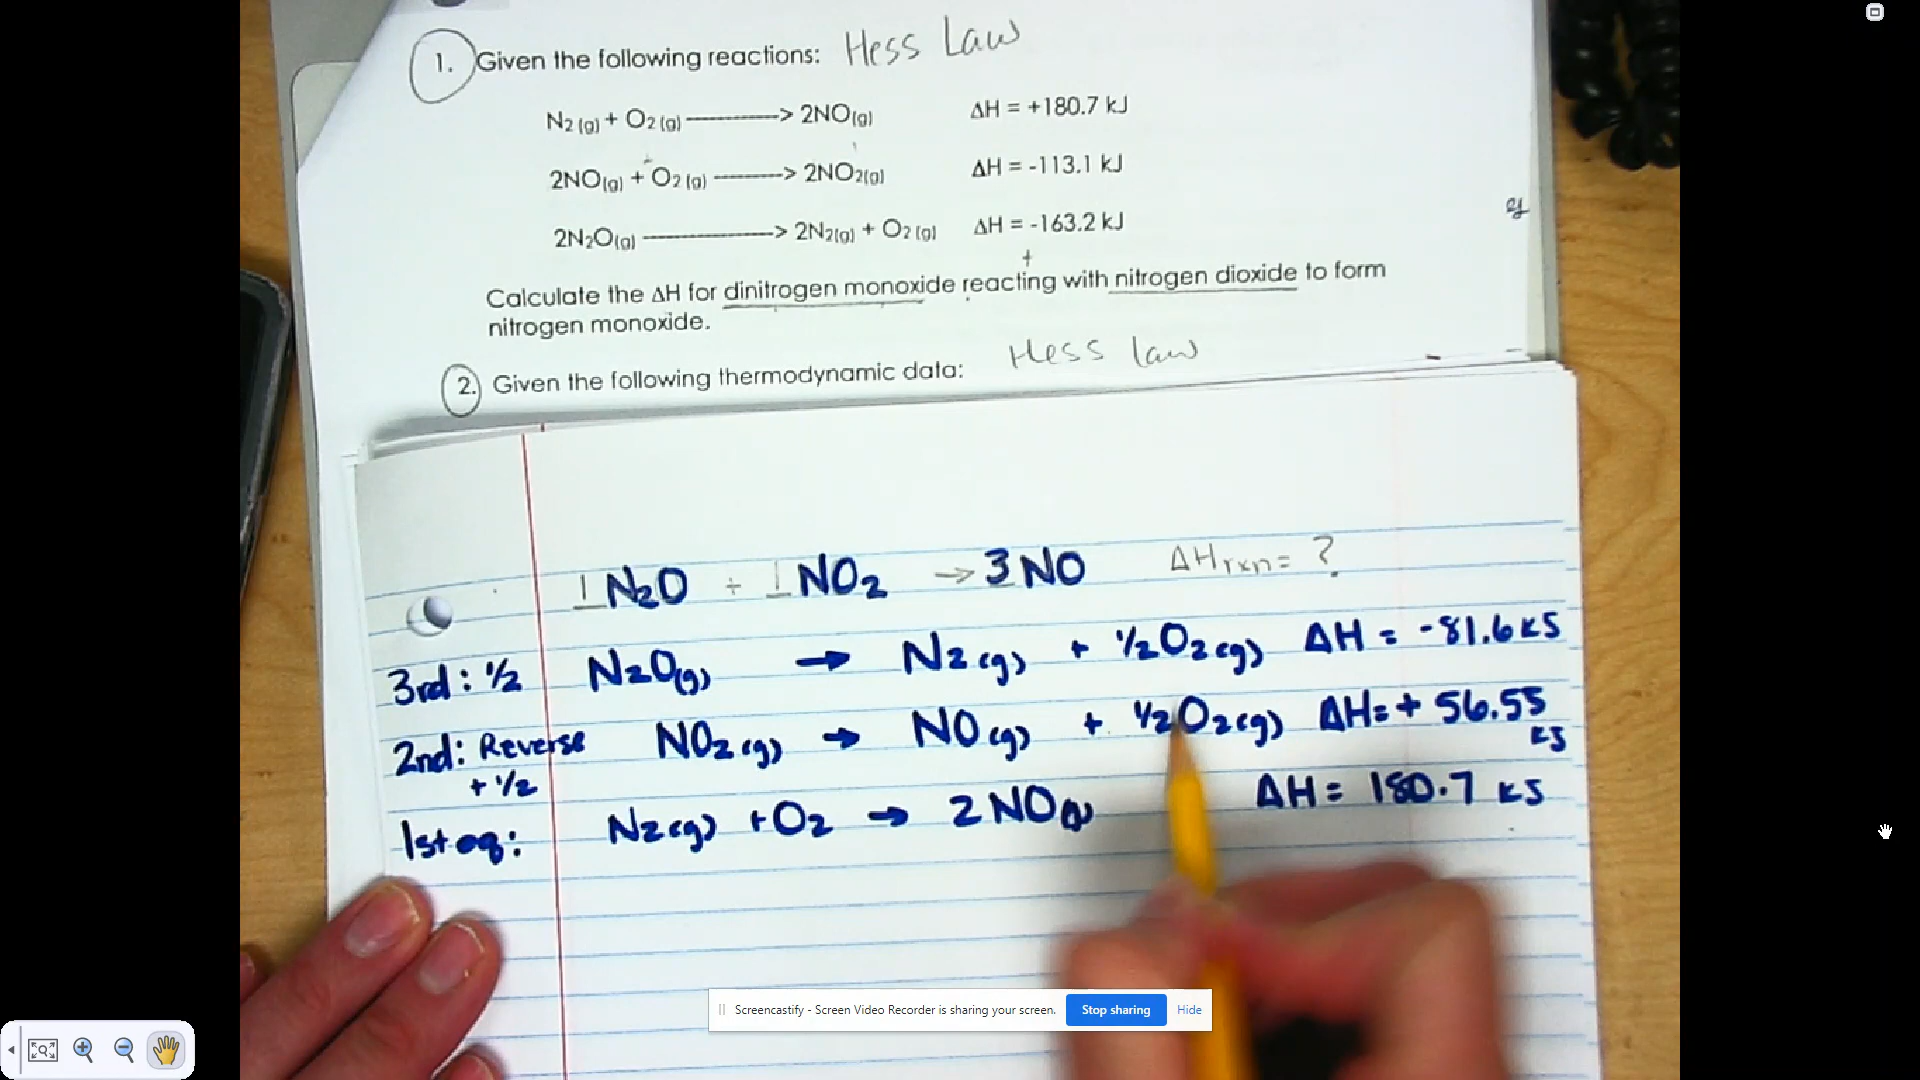 1. Given the following reactions: Hess Law
N2 (g) + O2 (g) ----------> 2NO(g) ΔH = +180.7 kJ
2NO(g) + O2 (g) --------> 2NO2(g) ΔH = -113.1 kJ
2N2O(g) ---------------> 2N2(g) + O2 (g) ΔH = -163.2 kJ
+
Calculate the ΔH for dinitrogen monoxide reacting with nitrogen dioxide to form
nitrogen monoxide.
2. Given the following thermodynamic data: Hess law
1 N2O + 1 NO2 → 3 NO ΔHrxn = ?
3rd: ½ N2O(g) → N2(g) + ½O2(g) ΔH = -81.6 kJ
2nd: Reverse NO2(g) → NO(g) + ½O2(g) ΔH = + 56.55
+ ½ kJ
1st eq: N2(g) + O2 → 2 NO(g) ΔH = 180.7 kJ
Screencastify - Screen Video Recorder is sharing your screen. Stop sharing Hide